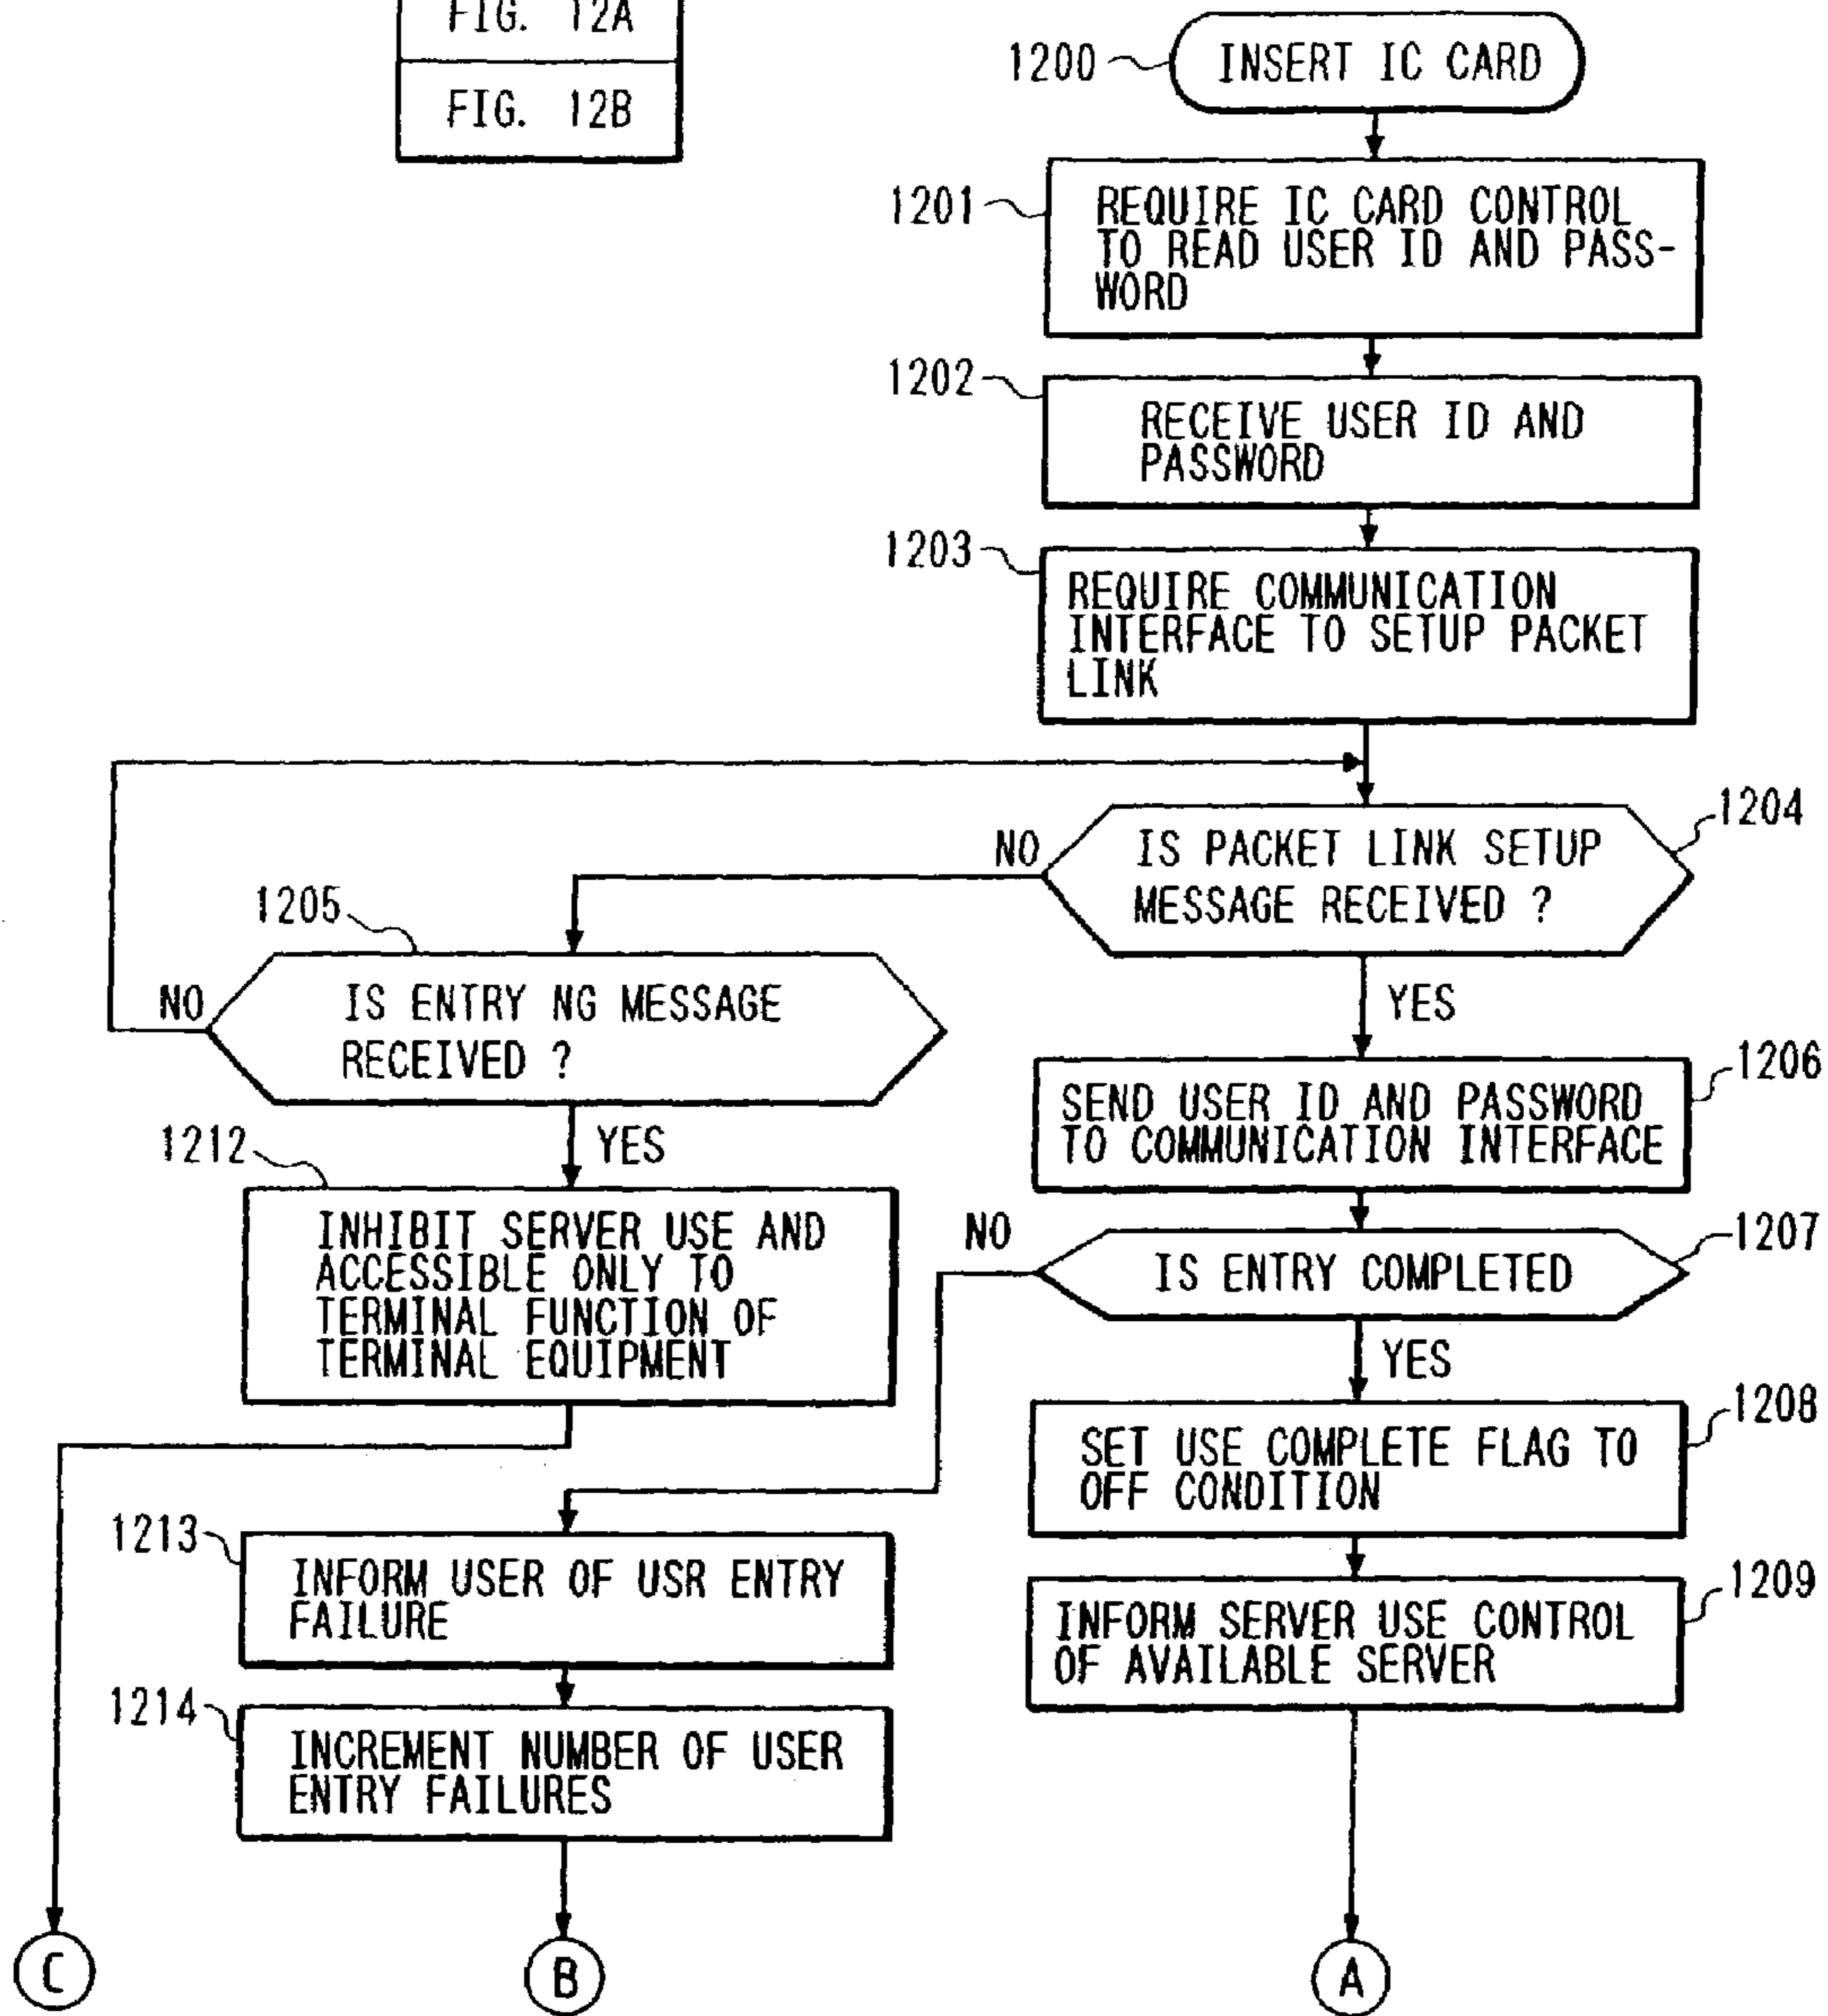 FIG. 12A
FIG. 12B
1200
INSERT IC CARD
1201
REQUIRE IC CARD CONTROL
TO READ USER ID AND PASS-
WORD
1202
RECEIVE USER ID AND
PASSWORD
1203
REQUIRE COMMUNICATION
INTERFACE TO SETUP PACKET
LINK
1204
IS PACKET LINK SETUP
MESSAGE RECEIVED ?
NO
YES
1205
IS ENTRY NG MESSAGE
RECEIVED ?
NO
YES
1206
SEND USER ID AND PASSWORD
TO COMMUNICATION INTERFACE
1212
INHIBIT SERVER USE AND
ACCESSIBLE ONLY TO
TERMINAL FUNCTION OF
TERMINAL EQUIPMENT
1207
IS ENTRY COMPLETED
NO
YES
1208
SET USE COMPLETE FLAG TO
OFF CONDITION
1213
INFORM USER OF USR ENTRY
FAILURE
1209
INFORM SERVER USE CONTROL
OF AVAILABLE SERVER
1214
INCREMENT NUMBER OF USER
ENTRY FAILURES
C
B
A